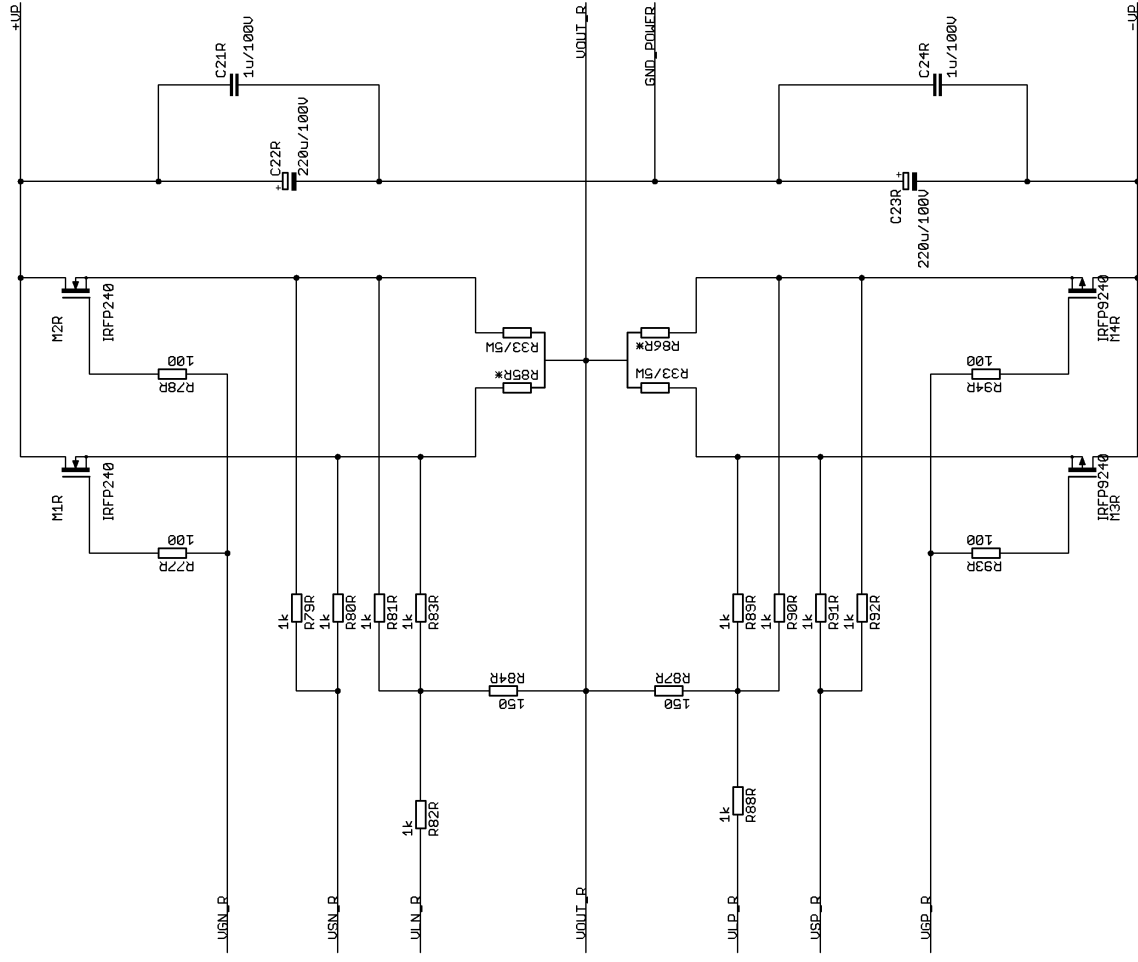 +VP
VOUT_R
GND_POWER
-VP
C21R
1u/100V
C24R
1u/100V
C22R
220u/100V
+
C23R
220u/100V
+
M2R
IRFP240
R78R
100
R33/5W
R85R*
R86R*
R33/5W
100
R94R
IRFP9240
M4R
M1R
IRFP240
100
R77R
100
R93R
IRFP9240
M3R
1k
R79R
1k
R80R
1k
R81R
1k
R83R
1k
R89R
1k
R90R
1k
R91R
1k
R92R
R84R
150
R87R
150
1k
R82R
1k
R88R
VGN_R
VSN_R
VLN_R
VOUT_R
VLP_R
VSP_R
VGP_R